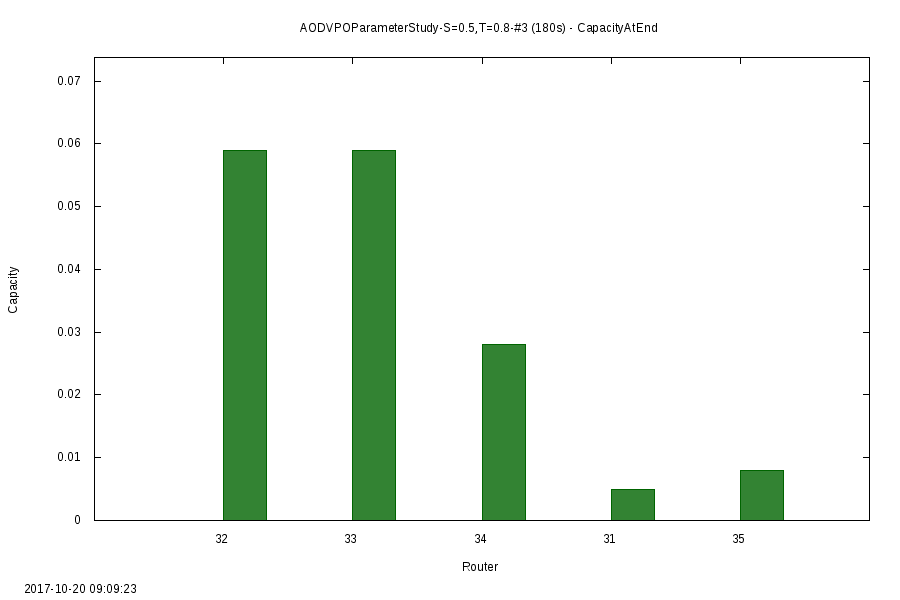 AODVPOParameterStudy-S=0.5,T=0.8-#3 (180s) - CapacityAtEnd
0.07
0.06
0.05
0.04
0.03
0.02
0.01
0
Capacity
32 33 34 31 35
Router
2017-10-20 09:09:23